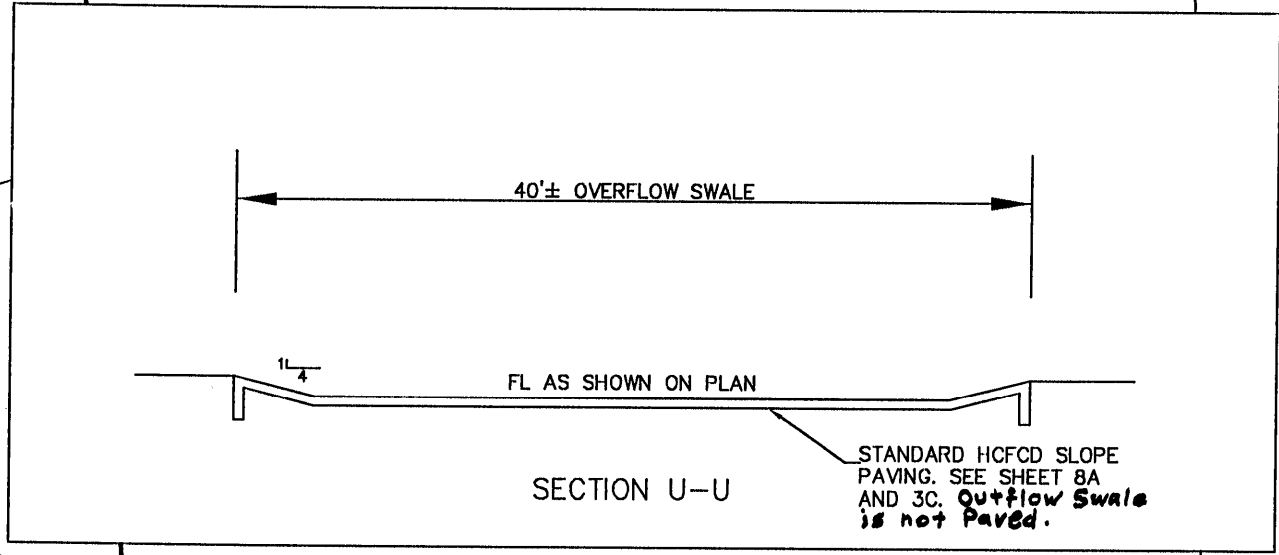 40'± OVERFLOW SWALE
1
4
FL AS SHOWN ON PLAN
STANDARD HCFCD SLOPE
PAVING. SEE SHEET 8A
AND 3C. Outflow Swale
is not Paved.
SECTION U-U